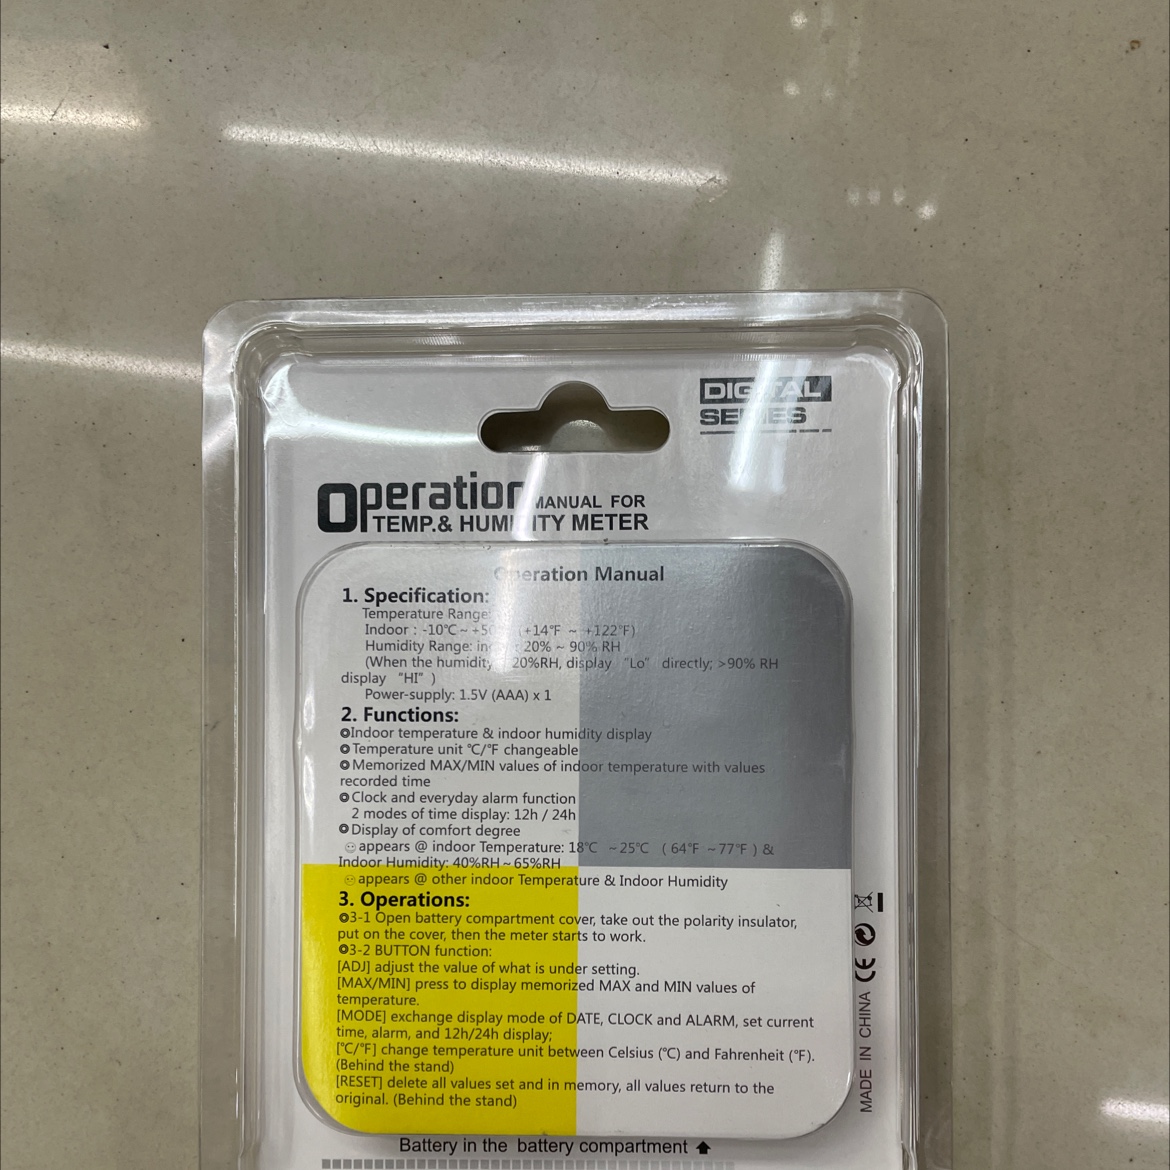 DIGITAL
SERIES
Operation MANUAL FOR
TEMP.& HUMIDITY METER
Operation Manual
1. Specification:
Temperature Range:
Indoor : -10℃~ +50 (+14℉ ~ +122℉)
Humidity Range: 20% ~ 90% RH
(When the humidity 20%RH, display “Lo” directly; >90% RH
display “HI” )
Power-supply: 1.5V (AAA) x 1
2. Functions:
◎Indoor temperature & indoor humidity display
◎Temperature unit ℃/℉ changeable
◎Memorized MAX/MIN values of indoor temperature with values
recorded time
◎Clock and everyday alarm function
2 modes of time display: 12h / 24h
◎Display of comfort degree
appears @ indoor Temperature: 18℃ ~25℃ ( 64℉ ~77℉ ) &
Indoor Humidity: 40%RH ~ 65%RH
appears @ other indoor Temperature & Indoor Humidity
3. Operations:
◎3-1 Open battery compartment cover, take out the polarity insulator,
put on the cover, then the meter starts to work.
◎3-2 BUTTON function:
[ADJ] adjust the value of what is under setting.
[MAX/MIN] press to display memorized MAX and MIN values of
temperature.
[MODE] exchange display mode of DATE, CLOCK and ALARM, set current
time, alarm, and 12h/24h display;
[℃/℉] change temperature unit between Celsius (℃) and Fahrenheit (℉).
(Behind the stand)
[RESET] delete all values set and in memory, all values return to the
original. (Behind the stand)
Battery in the battery compartment
MADE IN CHINA CE